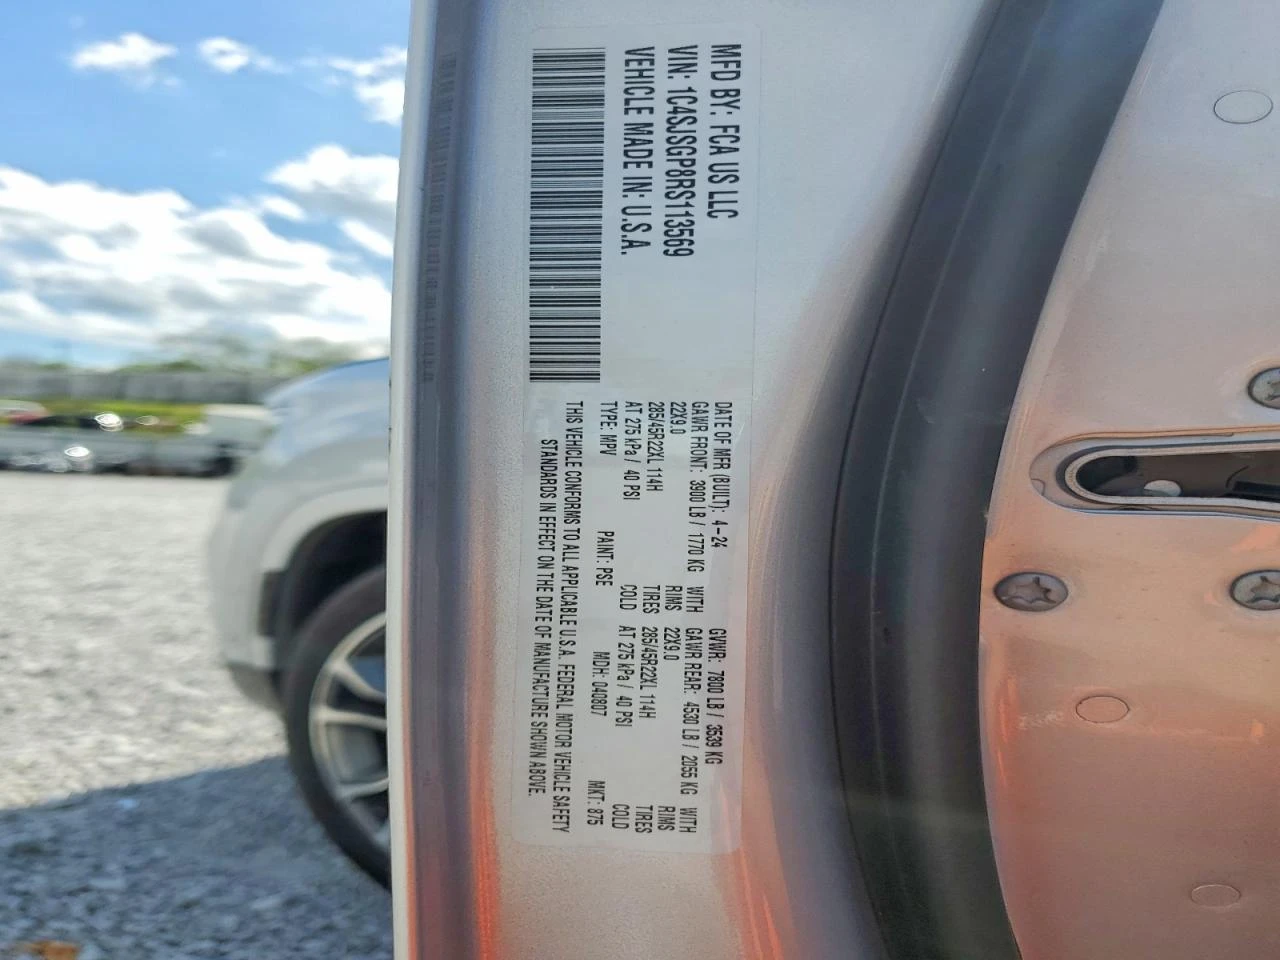 MFD BY: FCA US LLC
VIN: 1C4SJSGP8RS113569
VEHICLE MADE IN: U.S.A.
DATE OF MFR (BUILT): 4-24 GVWR: 7800 LB / 3539 KG
GAWR FRONT: 3900 LB / 1770 KG WITH GAWR REAR: 4530 LB / 2055 KG WITH
22X9.0 RIMS 22X9.0 RIMS
285/45R22XL 114H TIRES 285/45R22XL 114H TIRES
AT 275 kPa / 40 PSI COLD AT 275 kPa / 40 PSI COLD
TYPE: MPV PAINT: PSE MDH: 040807 MKT: 875
THIS VEHICLE CONFORMS TO ALL APPLICABLE U.S.A. FEDERAL MOTOR VEHICLE SAFETY
STANDARDS IN EFFECT ON THE DATE OF MANUFACTURE SHOWN ABOVE.